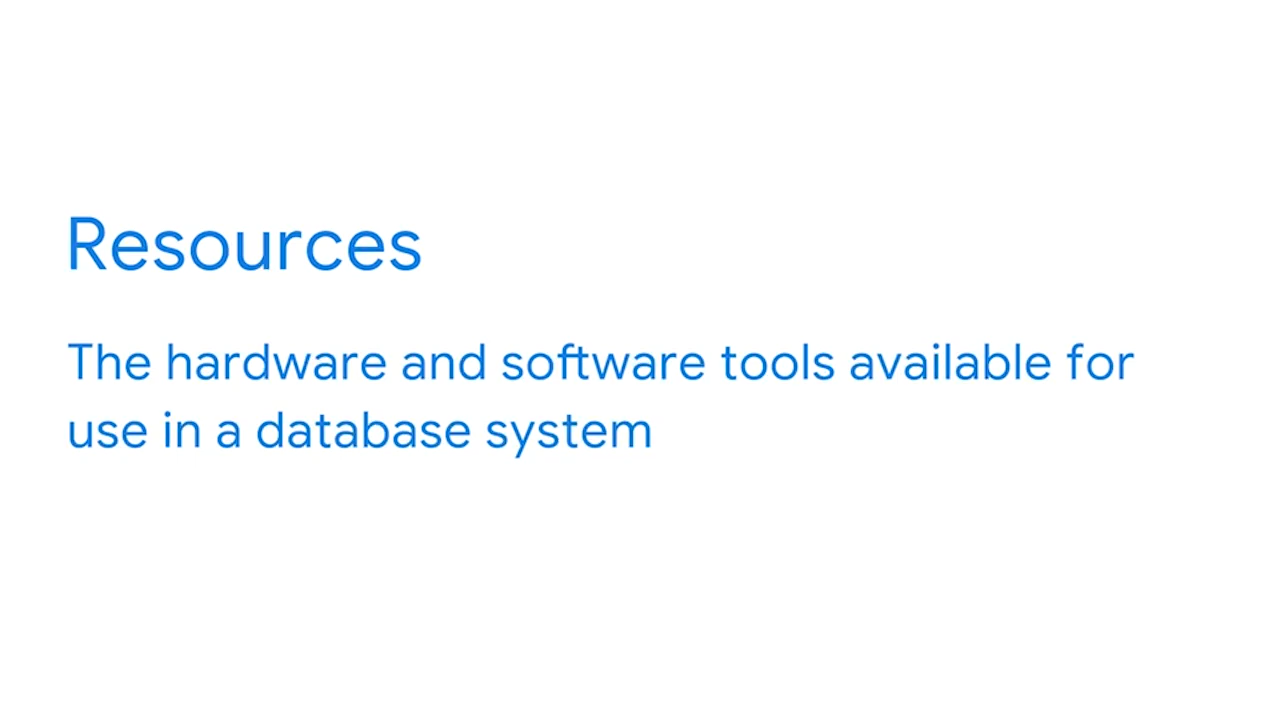 Resources
The hardware and software tools available for
use in a database system